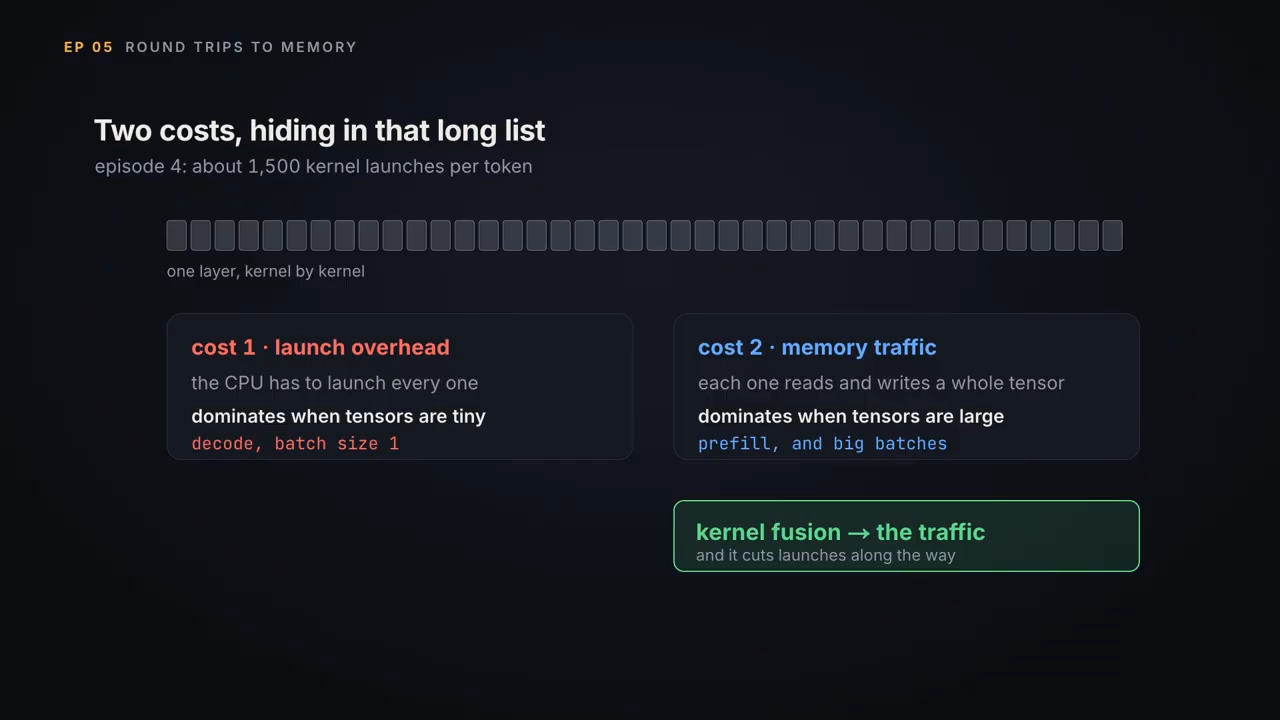 EP 05 ROUND TRIPS TO MEMORY
Two costs, hiding in that long list
episode 4: about 1,500 kernel launches per token
one layer, kernel by kernel
cost 1 · launch overhead
the CPU has to launch every one
dominates when tensors are tiny
decode, batch size 1
cost 2 · memory traffic
each one reads and writes a whole tensor
dominates when tensors are large
prefill, and big batches
kernel fusion → the traffic
and it cuts launches along the way